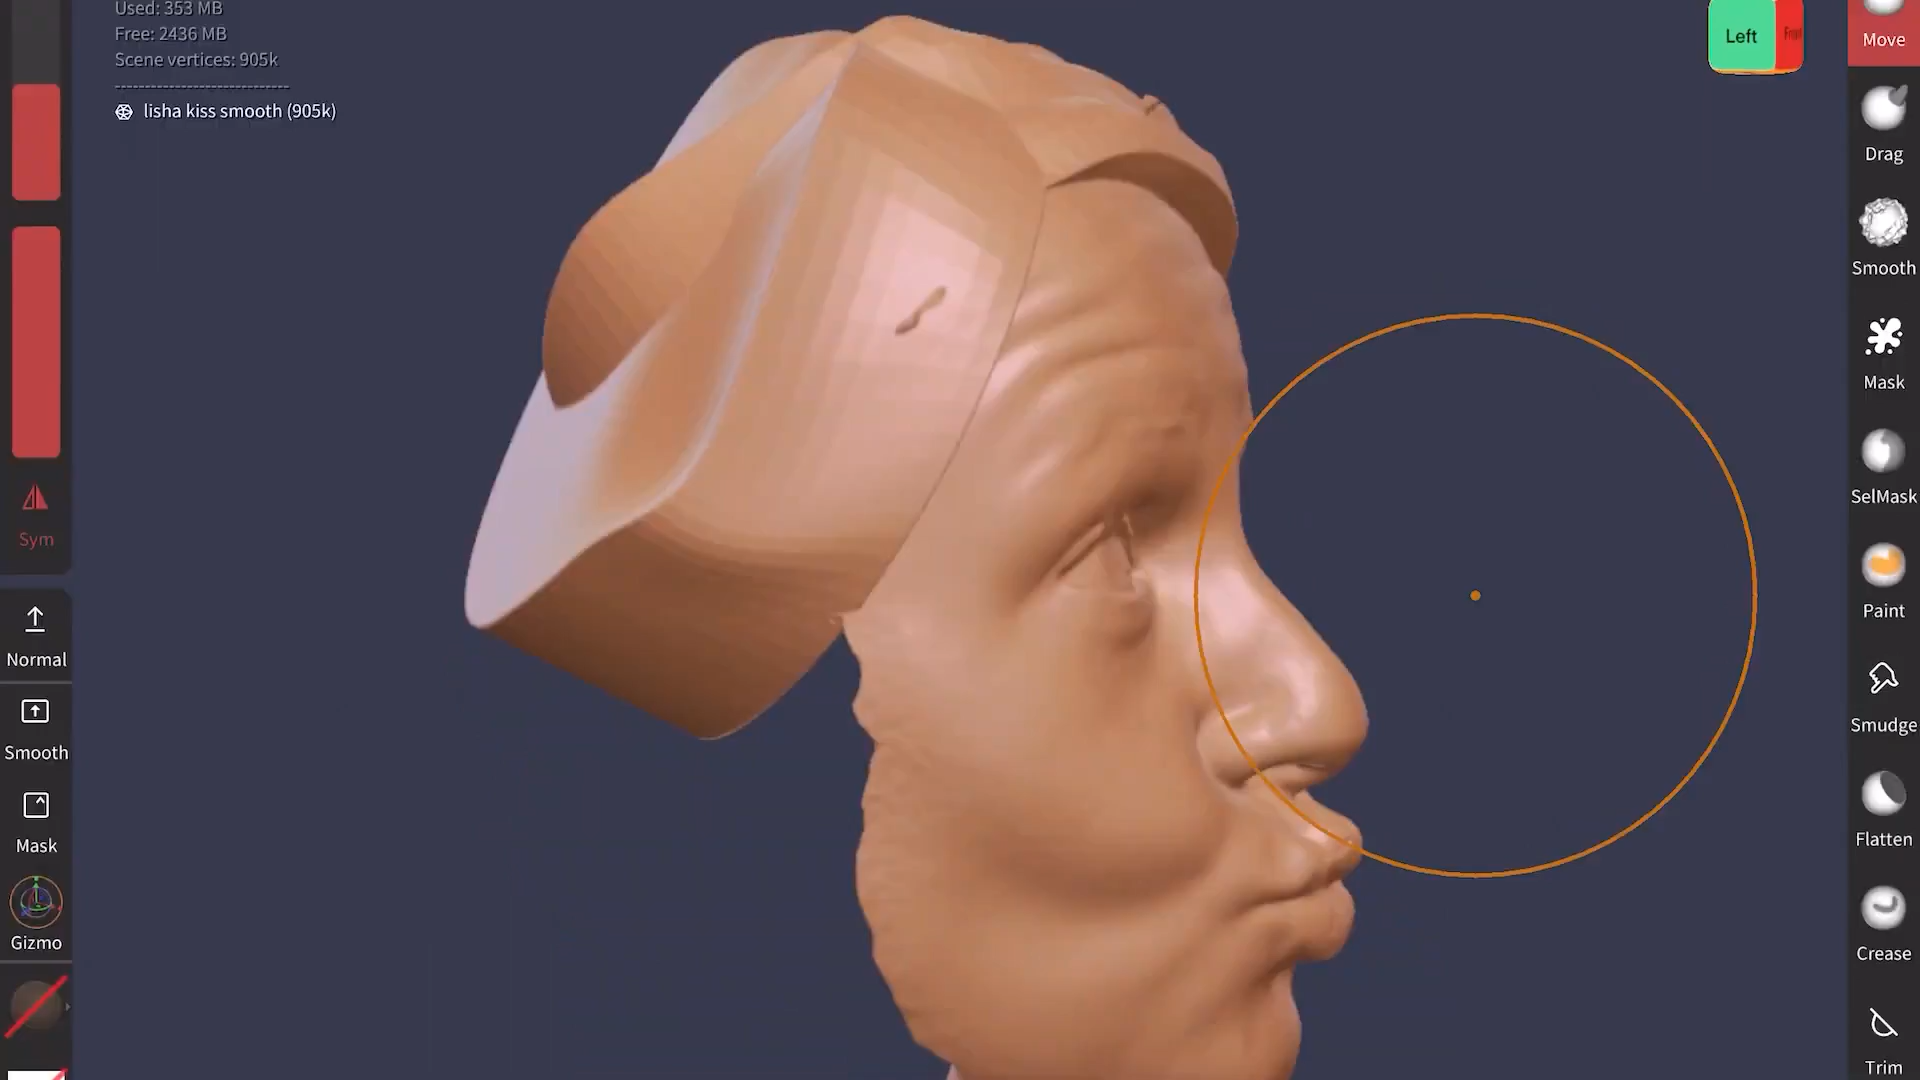 Used: 353 MB
Free: 2436 MB
Scene vertices: 905k
----------------------------
lisha kiss smooth (905k)
Left
Front
Move
Drag
Smooth
Mask
SelMask
Paint
Smudge
Flatten
Crease
Trim
Sym
Normal
Smooth
Mask
Gizmo